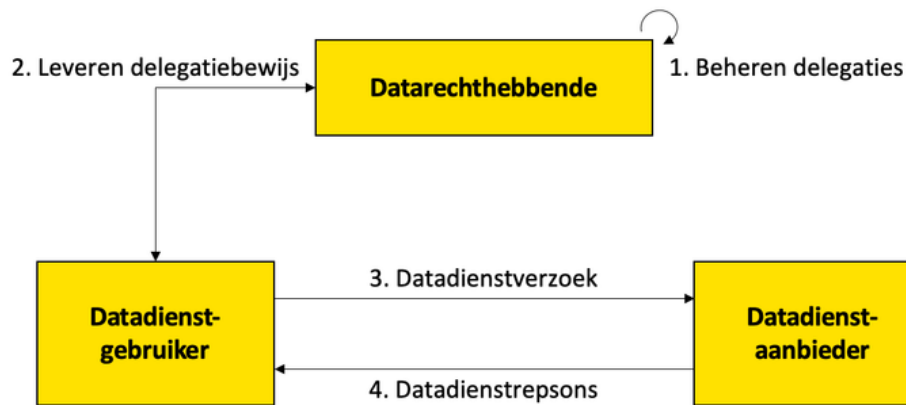 2. Leveren delegatiebewijs
Datarechthebbende
1. Beheren delegaties
3. Datadienstverzoek
Datadienst-
gebruiker
Datadienst-
aanbieder
4. Datadienstrepsons